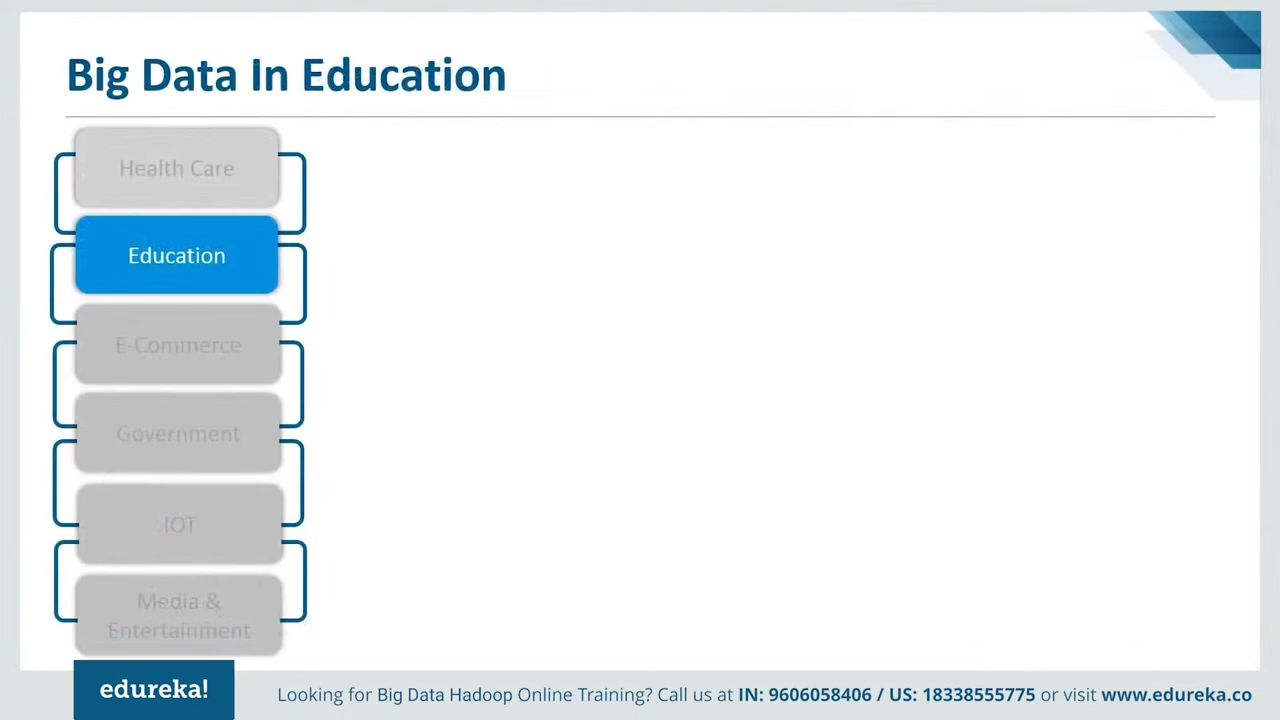 Big Data In Education
Health Care
Education
E-Commerce
Government
IOT
Media &
Entertainment
edureka!
Looking for Big Data Hadoop Online Training? Call us at IN: 9606058406 / US: 18338555775 or visit www.edureka.co